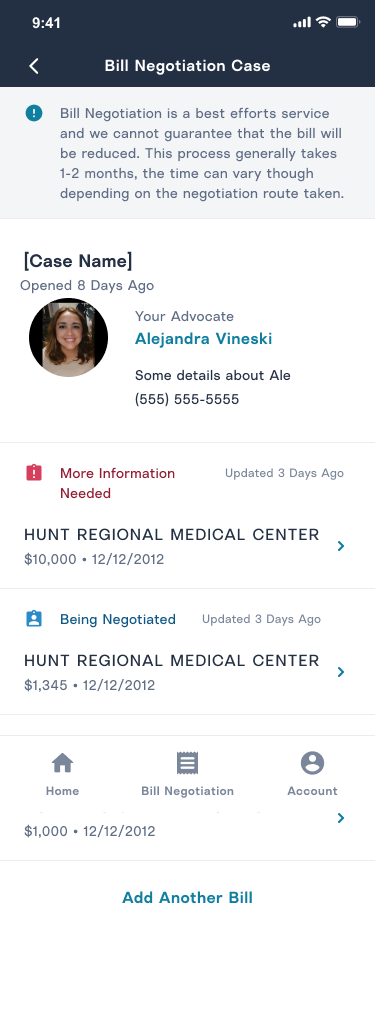 9:41
Bill Negotiation Case
Bill Negotiation is a best efforts service
and we cannot guarantee that the bill will
be reduced. This process generally takes
1-2 months, the time can vary though
depending on the negotiation route taken.
[Case Name]
Opened 8 Days Ago
Your Advocate
Alejandra Vineski
Some details about Ale
(555) 555-5555
More Information
Needed
Updated 3 Days Ago
HUNT REGIONAL MEDICAL CENTER
$10,000 • 12/12/2012
Being Negotiated
Updated 3 Days Ago
HUNT REGIONAL MEDICAL CENTER
$1,345 • 12/12/2012
Home
Bill Negotiation
Account
$1,000 • 12/12/2012
Add Another Bill